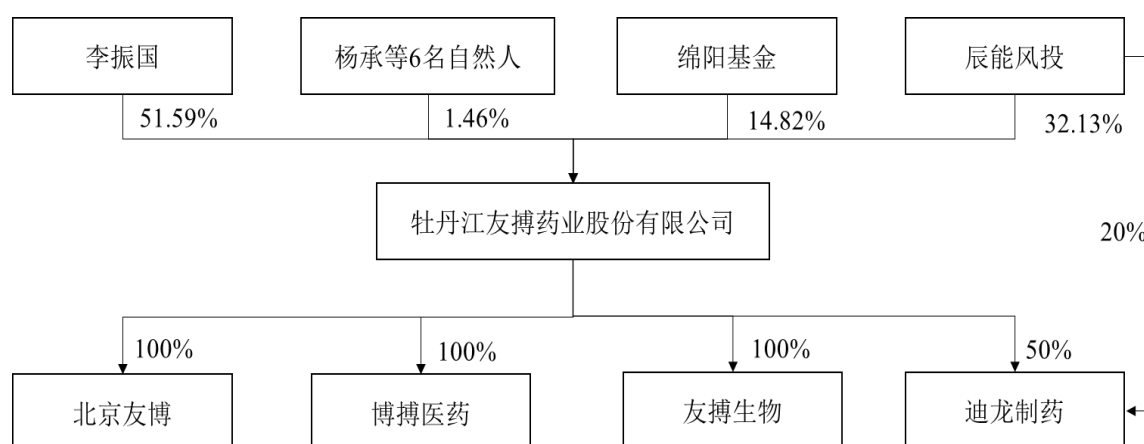 李振国
杨承等6名自然人
绵阳基金
辰能风投
51.59%
1.46%
14.82%
32.13%
牡丹江友搏药业股份有限公司
20%
100%
100%
100%
50%
北京友博
博搏医药
友搏生物
迪龙制药